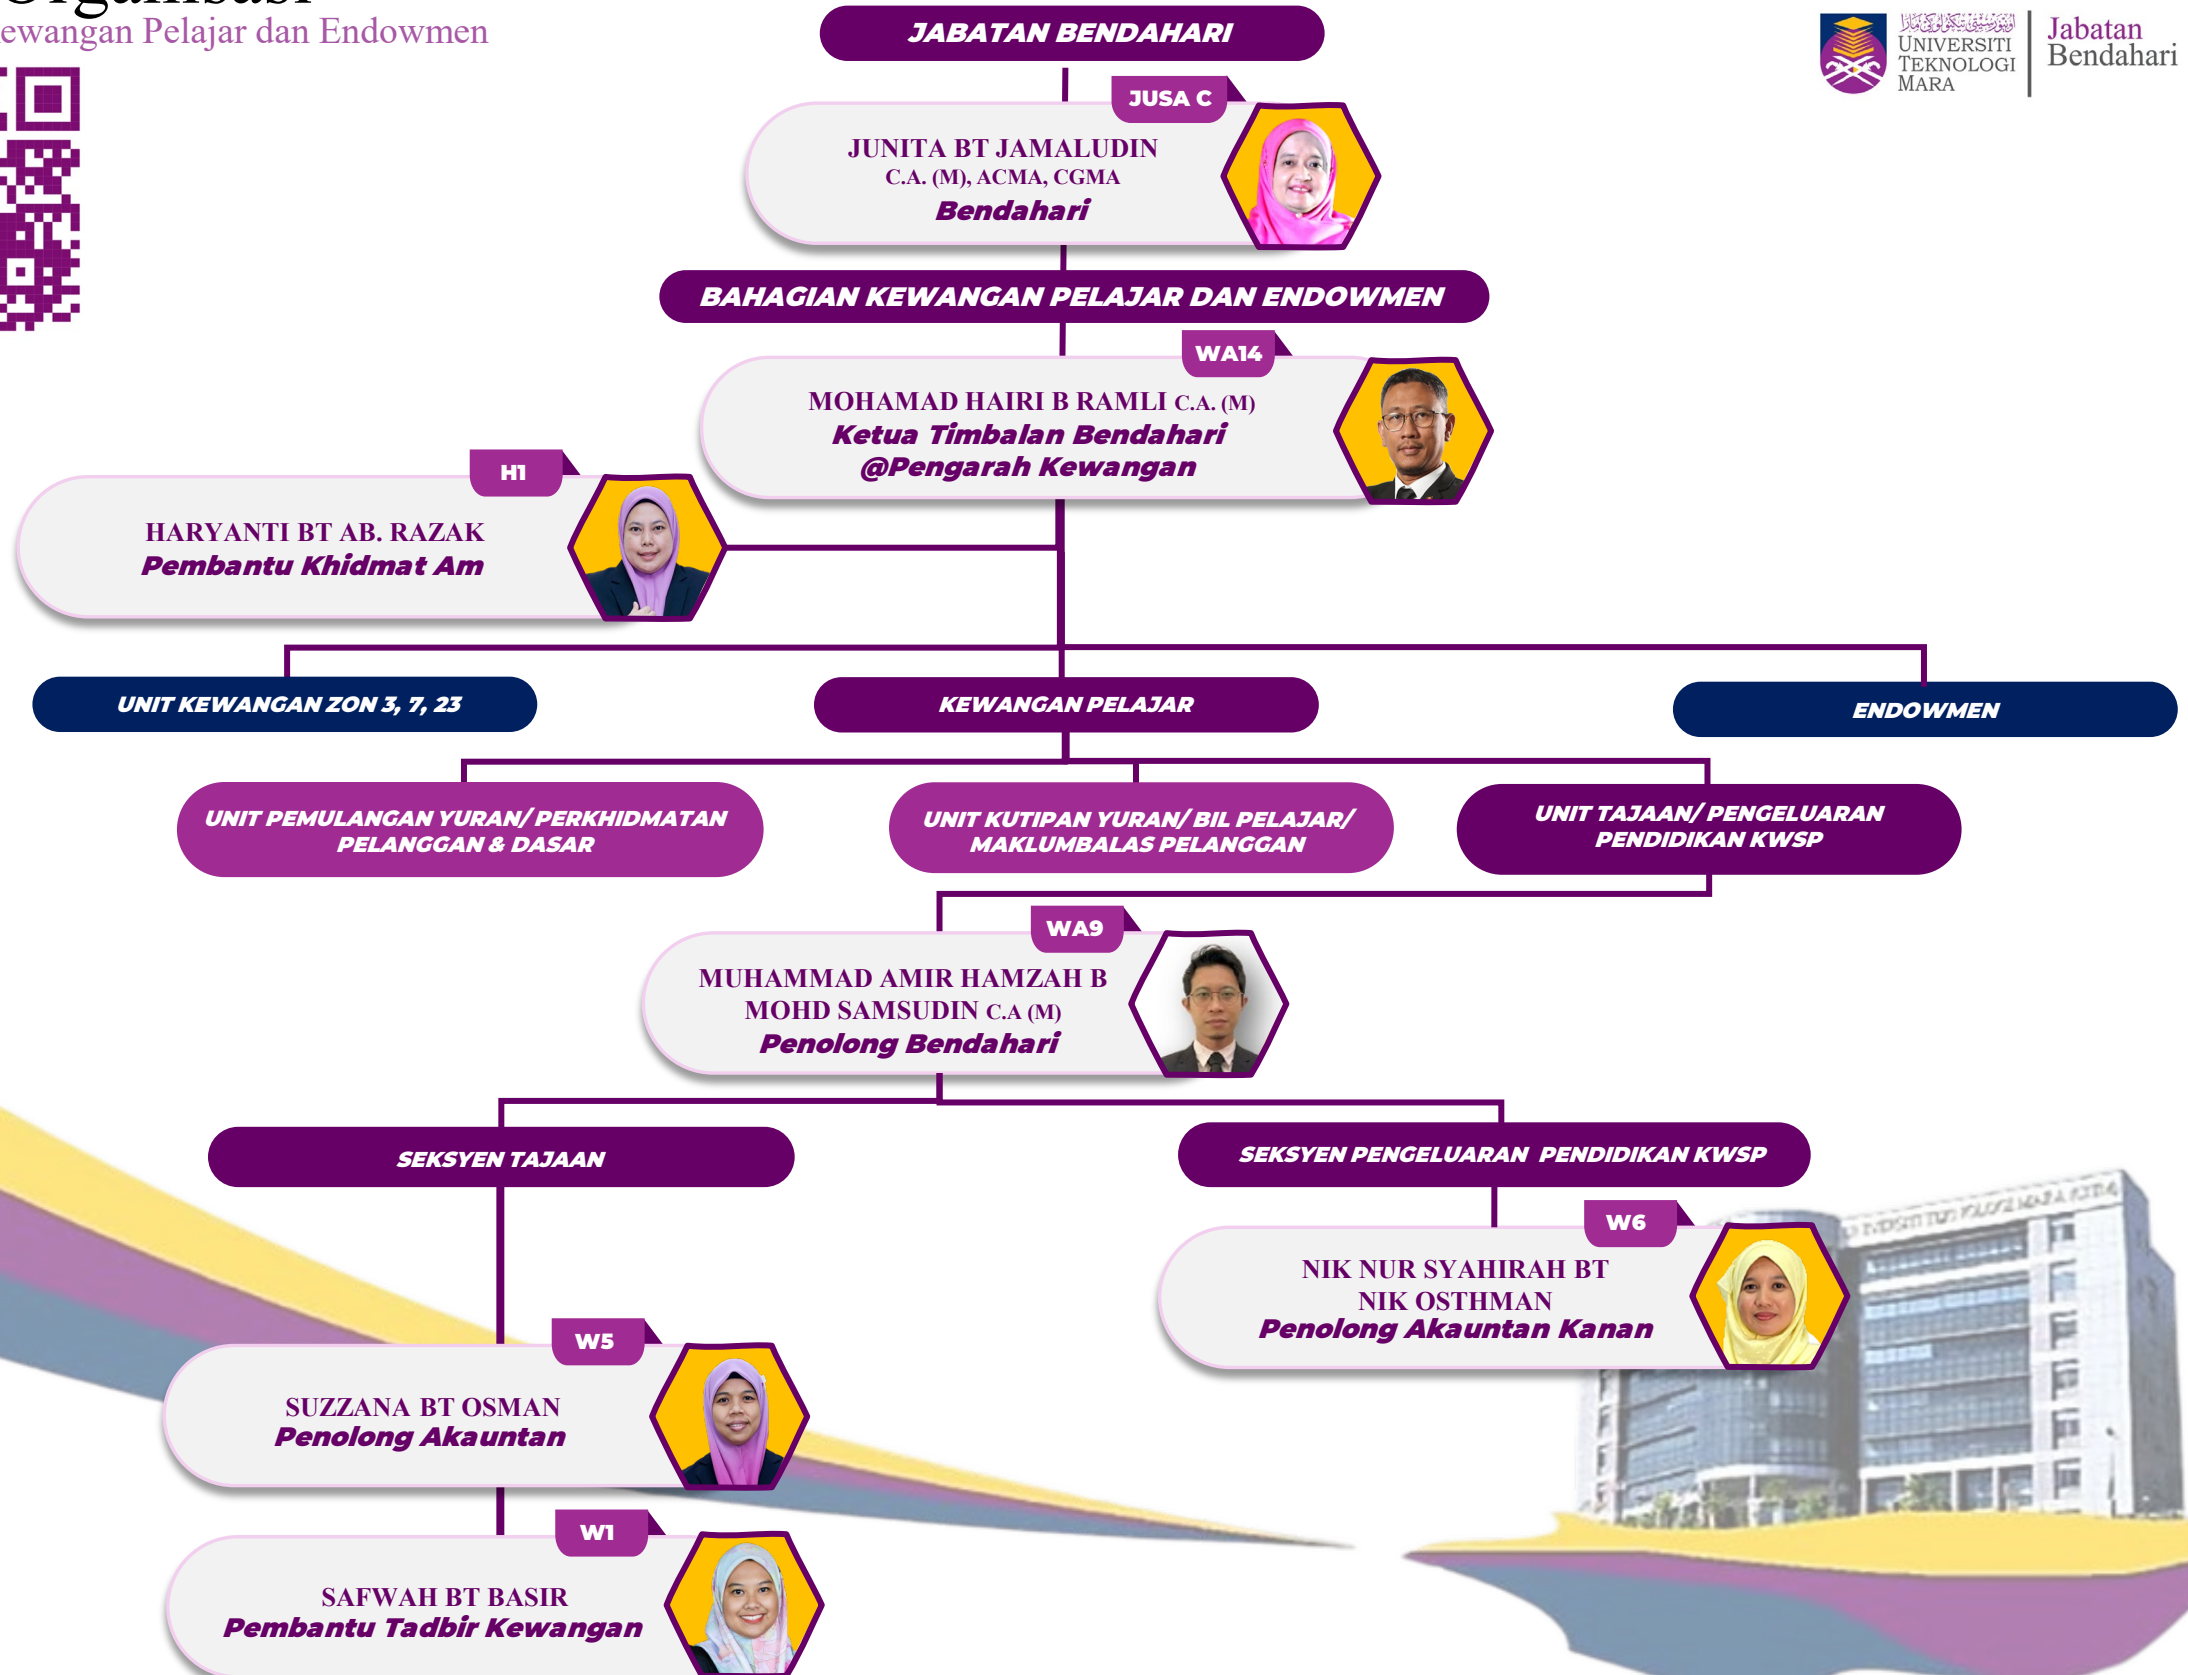 Organisasi
ewangan Pelajar dan Endowmen
JABATAN BENDAHARI
UNIVERSITI
TEKNOLOGI
MARA
Jabatan
Bendahari
JUSA C
JUNITA BT JAMALUDIN
C.A. (M), ACMA, CGMA
Bendahari
BAHAGIAN KEWANGAN PELAJAR DAN ENDOWMEN
WA14
MOHAMAD HAIRI B RAMLI C.A. (M)
Ketua Timbalan Bendahari
@Pengarah Kewangan
H1
HARYANTI BT AB. RAZAK
Pembantu Khidmat Am
UNIT KEWANGAN ZON 3, 7, 23
KEWANGAN PELAJAR
ENDOWMEN
UNIT PEMULANGAN YURAN/ PERKHIDMATAN
PELANGGAN & DASAR
UNIT KUTIPAN YURAN/ BIL PELAJAR/
MAKLUMBALAS PELANGGAN
UNIT TAJAAN/ PENGELUARAN
PENDIDIKAN KWSP
WA9
MUHAMMAD AMIR HAMZAH B
MOHD SAMSUDIN C.A (M)
Penolong Bendahari
SEKSYEN TAJAAN
SEKSYEN PENGELUARAN  PENDIDIKAN KWSP
W6
NIK NUR SYAHIRAH BT
NIK OSTHMAN
Penolong Akauntan Kanan
W5
SUZZANA BT OSMAN
Penolong Akauntan
W1
SAFWAH BT BASIR
Pembantu Tadbir Kewangan